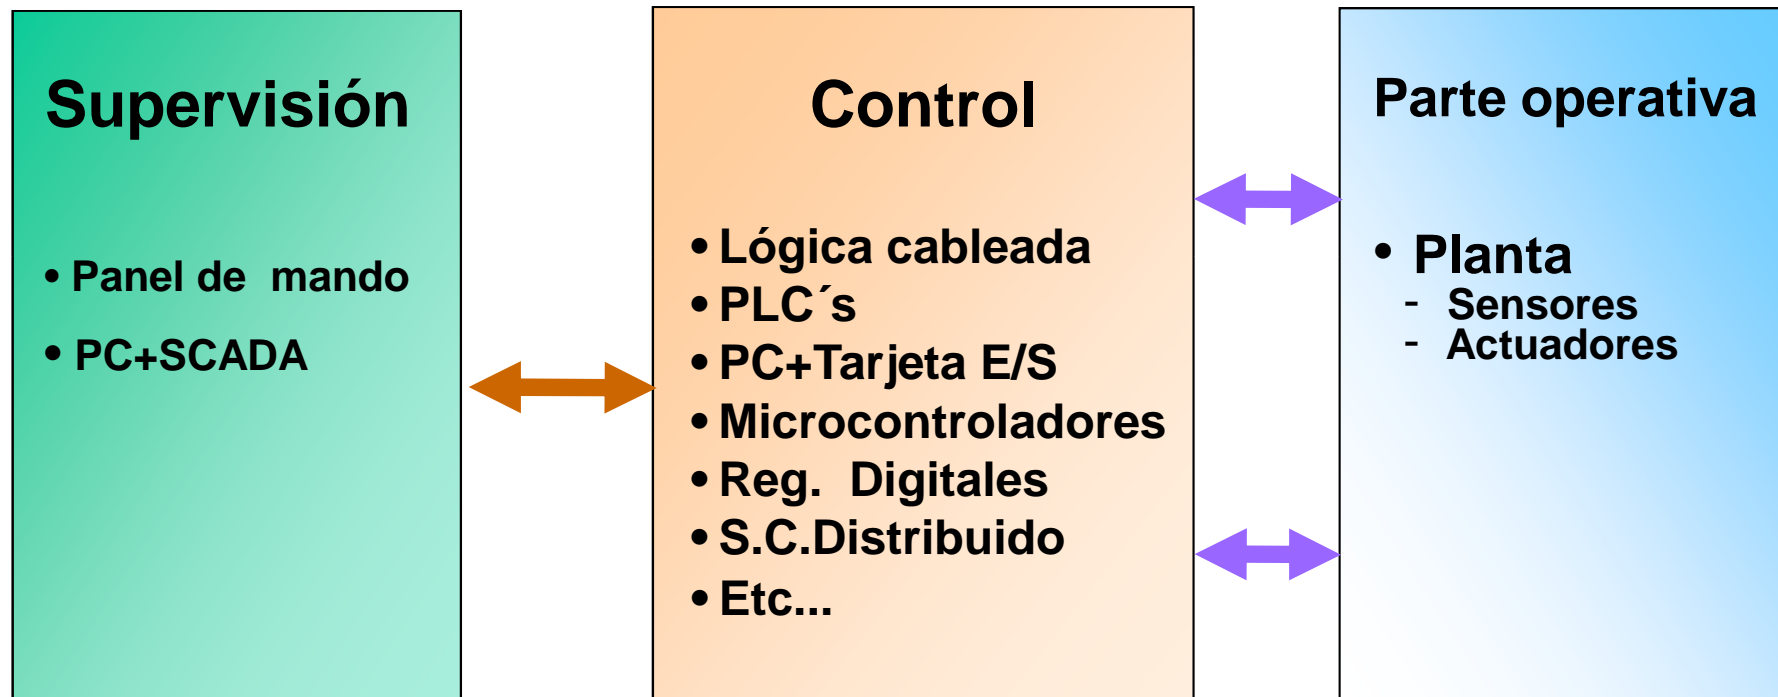 Supervisión
• Panel de mando
• PC+SCADA
Control
• Lógica cableada
• PLC´s
• PC+Tarjeta E/S
• Microcontroladores
• Reg. Digitales
• S.C.Distribuido
• Etc...
Parte operativa
• Planta
- Sensores
- Actuadores